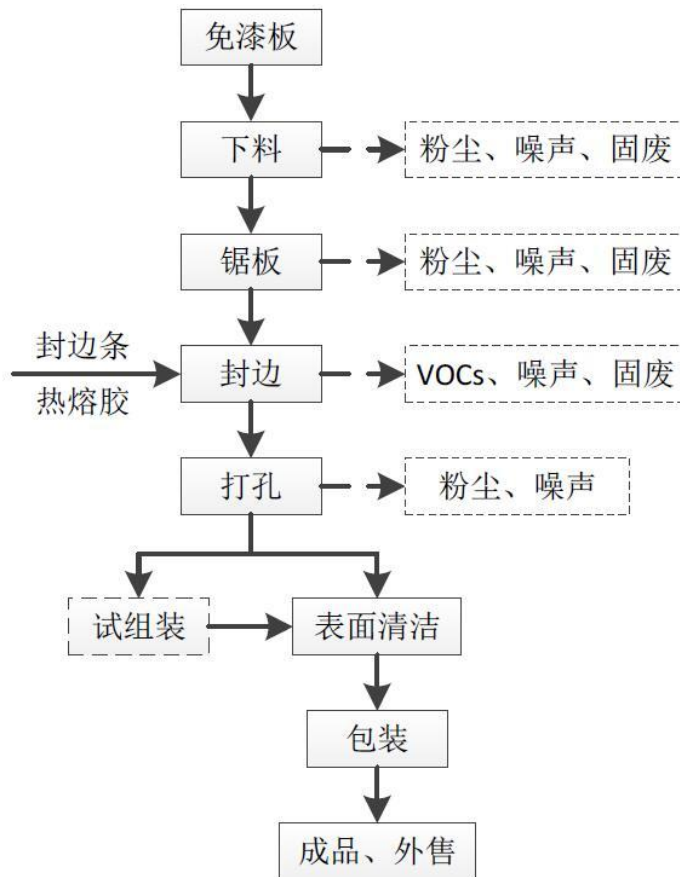 免漆板
下料
粉尘、噪声、固废
锯板
粉尘、噪声、固废
封边条
热熔胶
封边
VOCs、噪声、固废
打孔
粉尘、噪声
试组装
表面清洁
包装
成品、外售